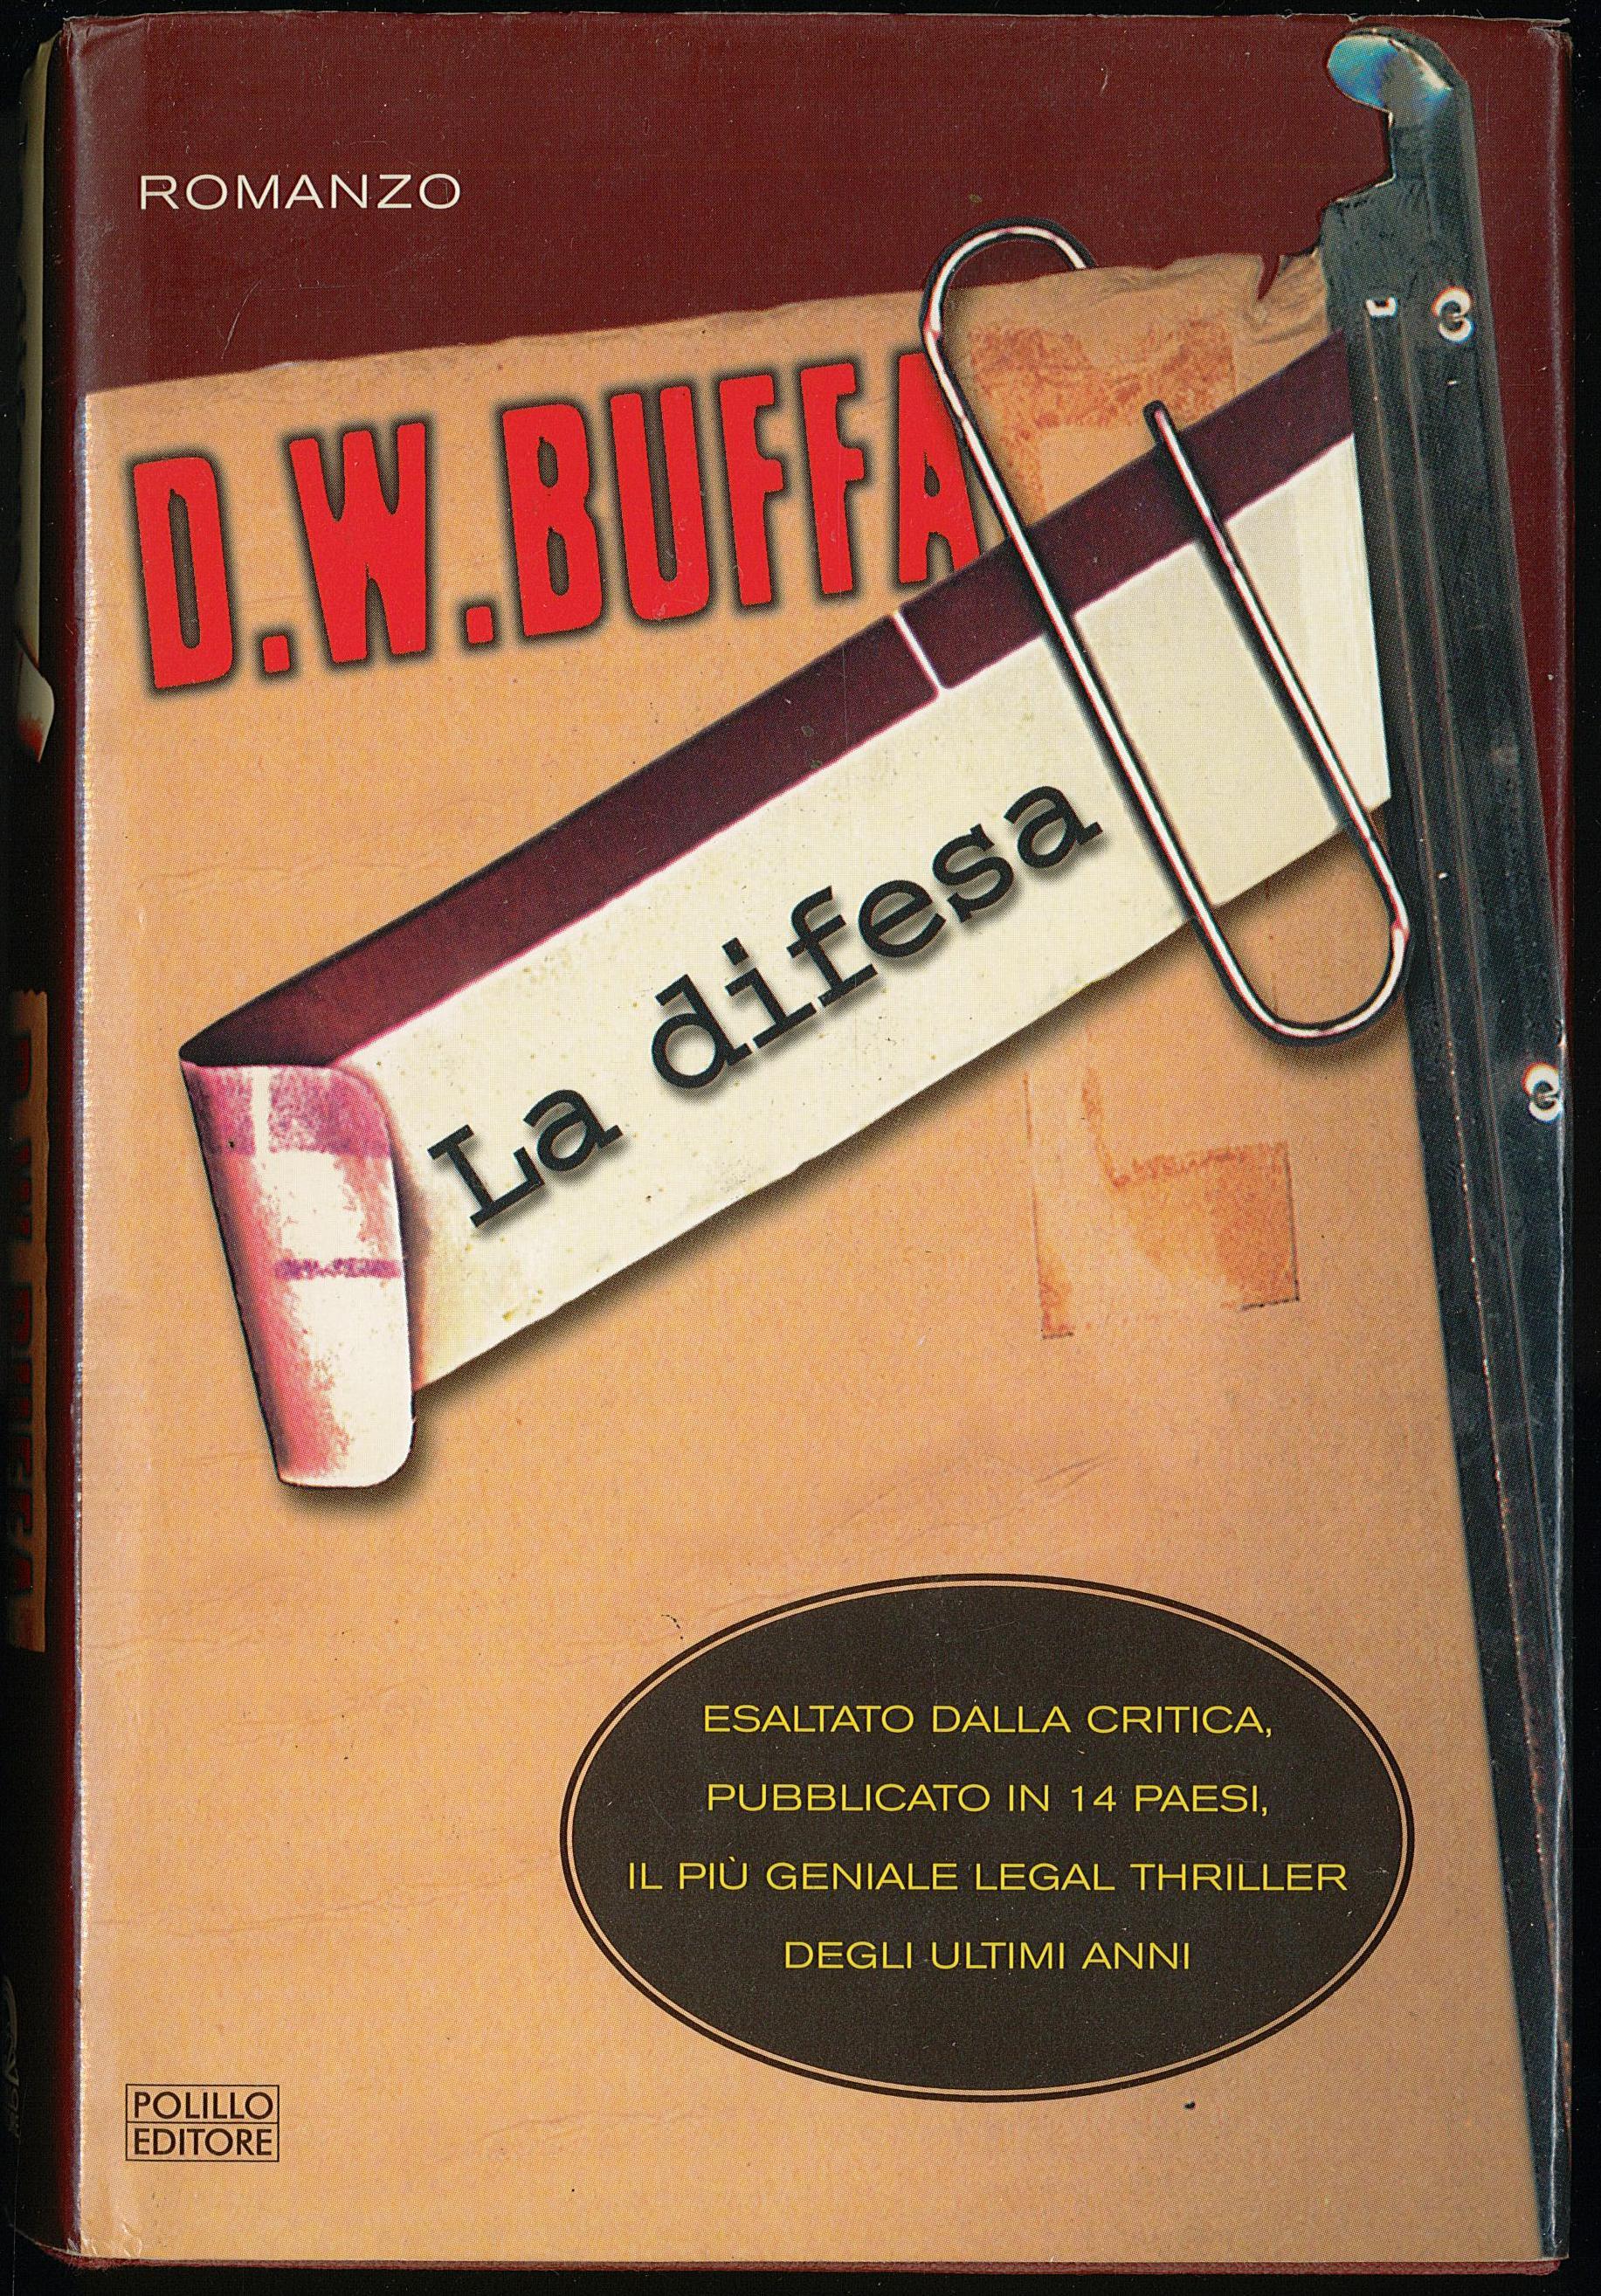 ROMANZO
D.W.BUFFA
La difesa
ESALTATO DALLA CRITICA,
PUBBLICATO IN 14 PAESI,
IL PIÙ GENIALE LEGAL THRILLER
DEGLI ULTIMI ANNI
POLILLO
EDITORE